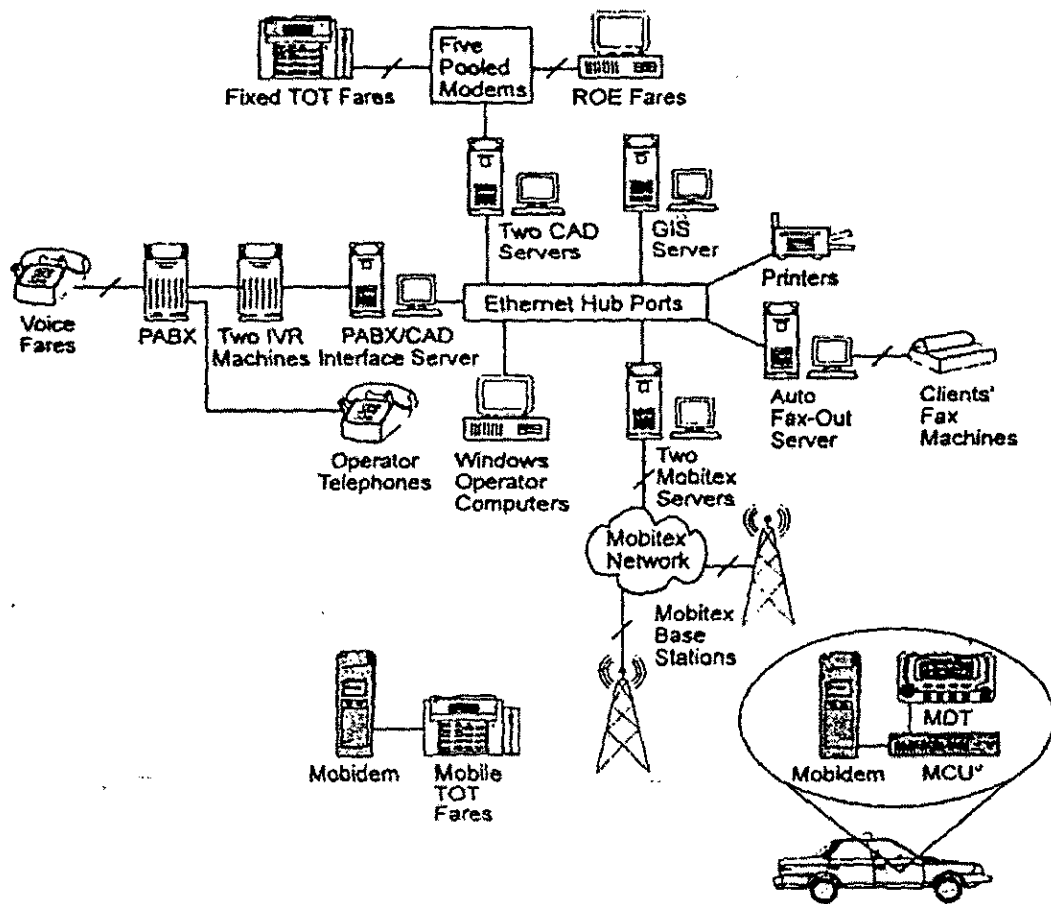 Five
Pooled
Modems
Fixed TOT Fares
ROE Fares
Two CAD
Servers
GIS
Server
Printers
Ethernet Hub Ports
Voice
Fares
PABX
Two IVR
Machines
PABX/CAD
Interface Server
Auto
Fax-Out
Server
Clients'
Fax
Machines
Operator
Telephones
Windows
Operator
Computers
Two
Mobitex
Servers
Mobitex
Network
Mobitex
Base
Stations
Mobidem
Mobile
TOT
Fares
MDT
Mobidem
MCU*